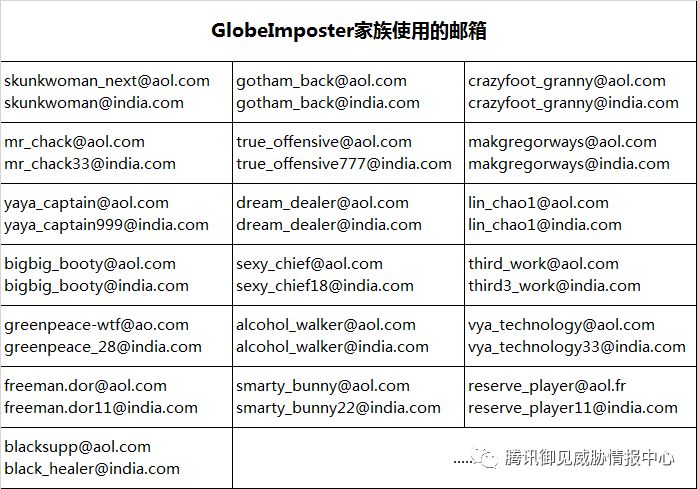 GlobeImposter家族使用的邮箱
skunkwoman_next@aol.com
skunkwoman@india.com
gotham_back@aol.com
gotham_back@india.com
crazyfoot_granny@aol.com
crazyfoot_granny@india.com
mr_chack@aol.com
mr_chack33@india.com
true_offensive@aol.com
true_offensive777@india.com
makgregorways@aol.com
makgregorways@india.com
yaya_captain@aol.com
yaya_captain999@india.com
dream_dealer@aol.com
dream_dealer@india.com
lin_chao1@aol.com
lin_chao1@india.com
bigbig_booty@aol.com
bigbig_booty@india.com
sexy_chief@aol.com
sexy_chief18@india.com
third_work@aol.com
third3_work@india.com
greenpeace-wtf@ao.com
greenpeace_28@india.com
alcohol_walker@aol.com
alcohol_walker@india.com
vya_technology@aol.com
vya_technology33@india.com
freeman.dor@aol.com
freeman.dor11@india.com
smarty_bunny@aol.com
smarty_bunny22@india.com
reserve_player@aol.fr
reserve_player11@india.com
blacksupp@aol.com
black_healer@india.com
......
腾讯御见威胁情报中心